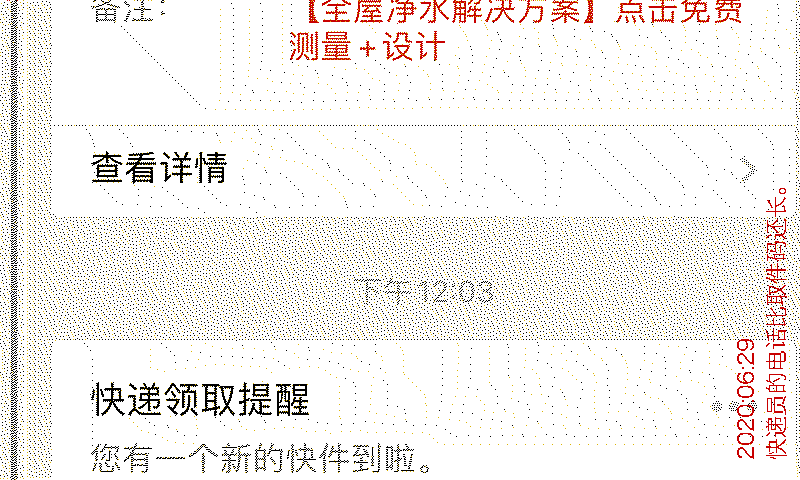 备注：
【全屋净水解决方案】点击免费
测量+设计
查看详情
下午12:03
快递领取提醒
您有一个新的快件到啦。
2020:06:29
快递员的电话比取件码还长。